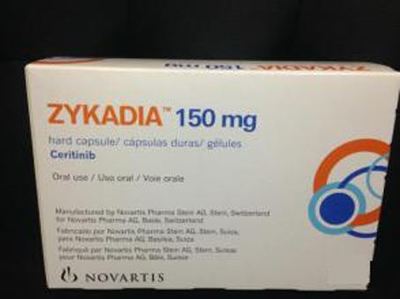 ZYKADIA 150 mg
ZYKADIA™ 150 mg
hard capsule/ cápsulas duras/ gélules
Ceritinib
Oral use / Uso oral / Voie orale
Manufactured by Novartis Pharma Stein AG, Stein, Switzerland
for Novartis Pharma AG, Basle, Switzerland
Fabricado por Novartis Pharma Stein AG, Stein, Suiza,
para Novartis Pharma AG, Basilea, Suiza
Fabriqué par Novartis Pharma Stein AG, Stein, Suisse
pour Novartis Pharma AG, Bâle, Suisse
NOVARTIS